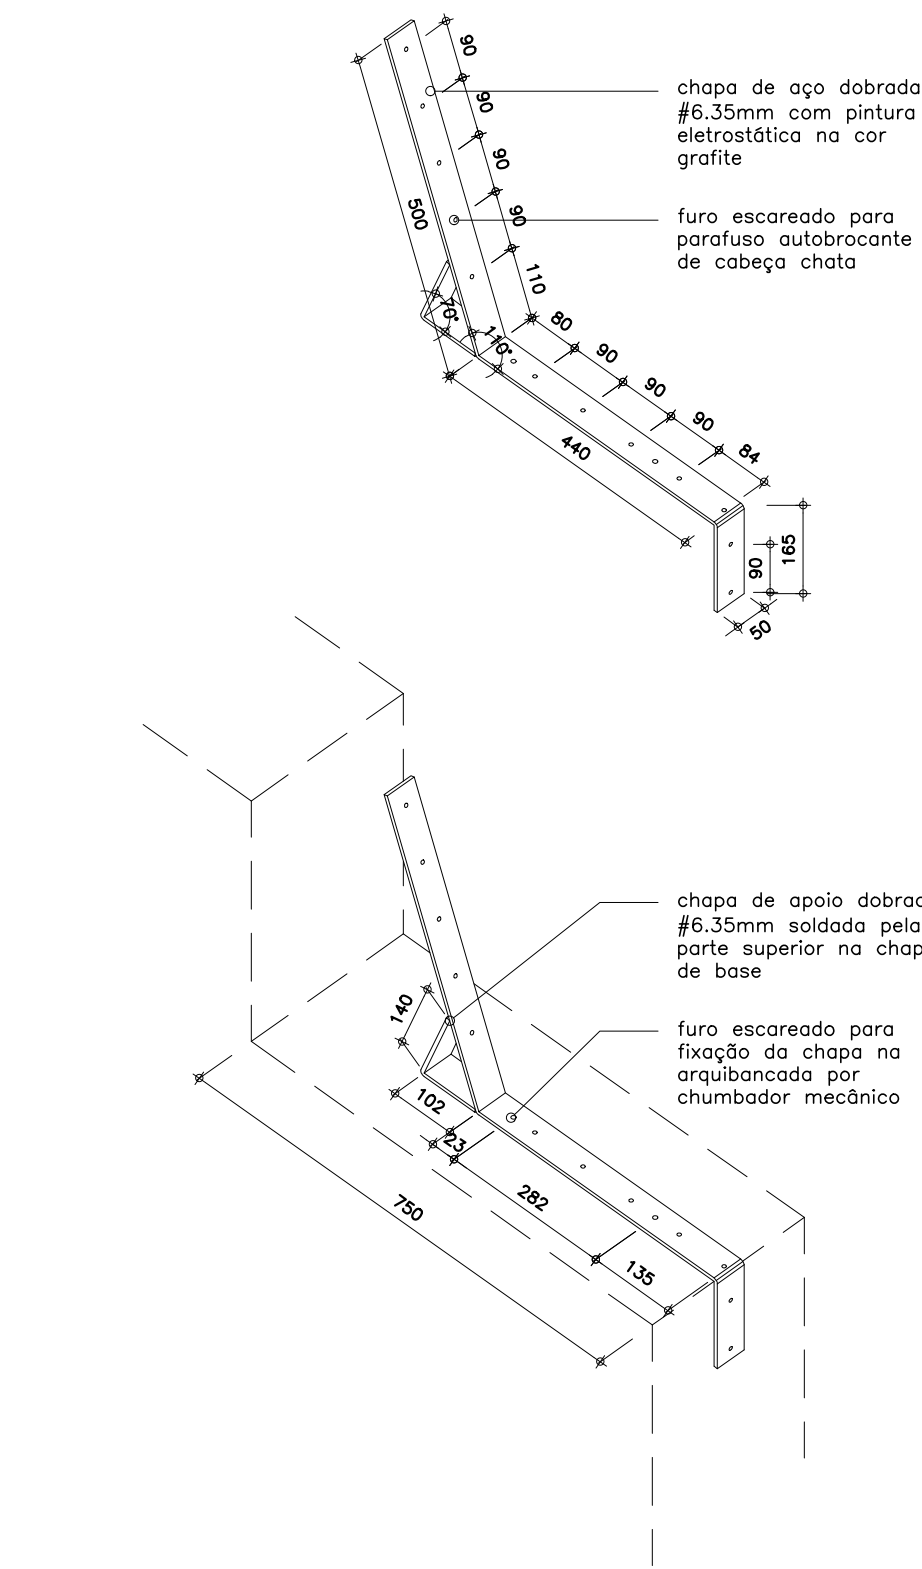 90
chapa de aço dobrada
#6.35mm com pintura
eletrostática na cor
grafite
90
90
500
90
furo escareado para
parafuso autobrocante
de cabeça chata
110
70°
110°
80
90
90
90
84
440
165
90
50
chapa de apoio
#6.35mm soldada pela
parte superior na
de base
140
furo escareado para
fixação da chapa na
arquibancada por
chumbador mecânico
102
23
282
750
135